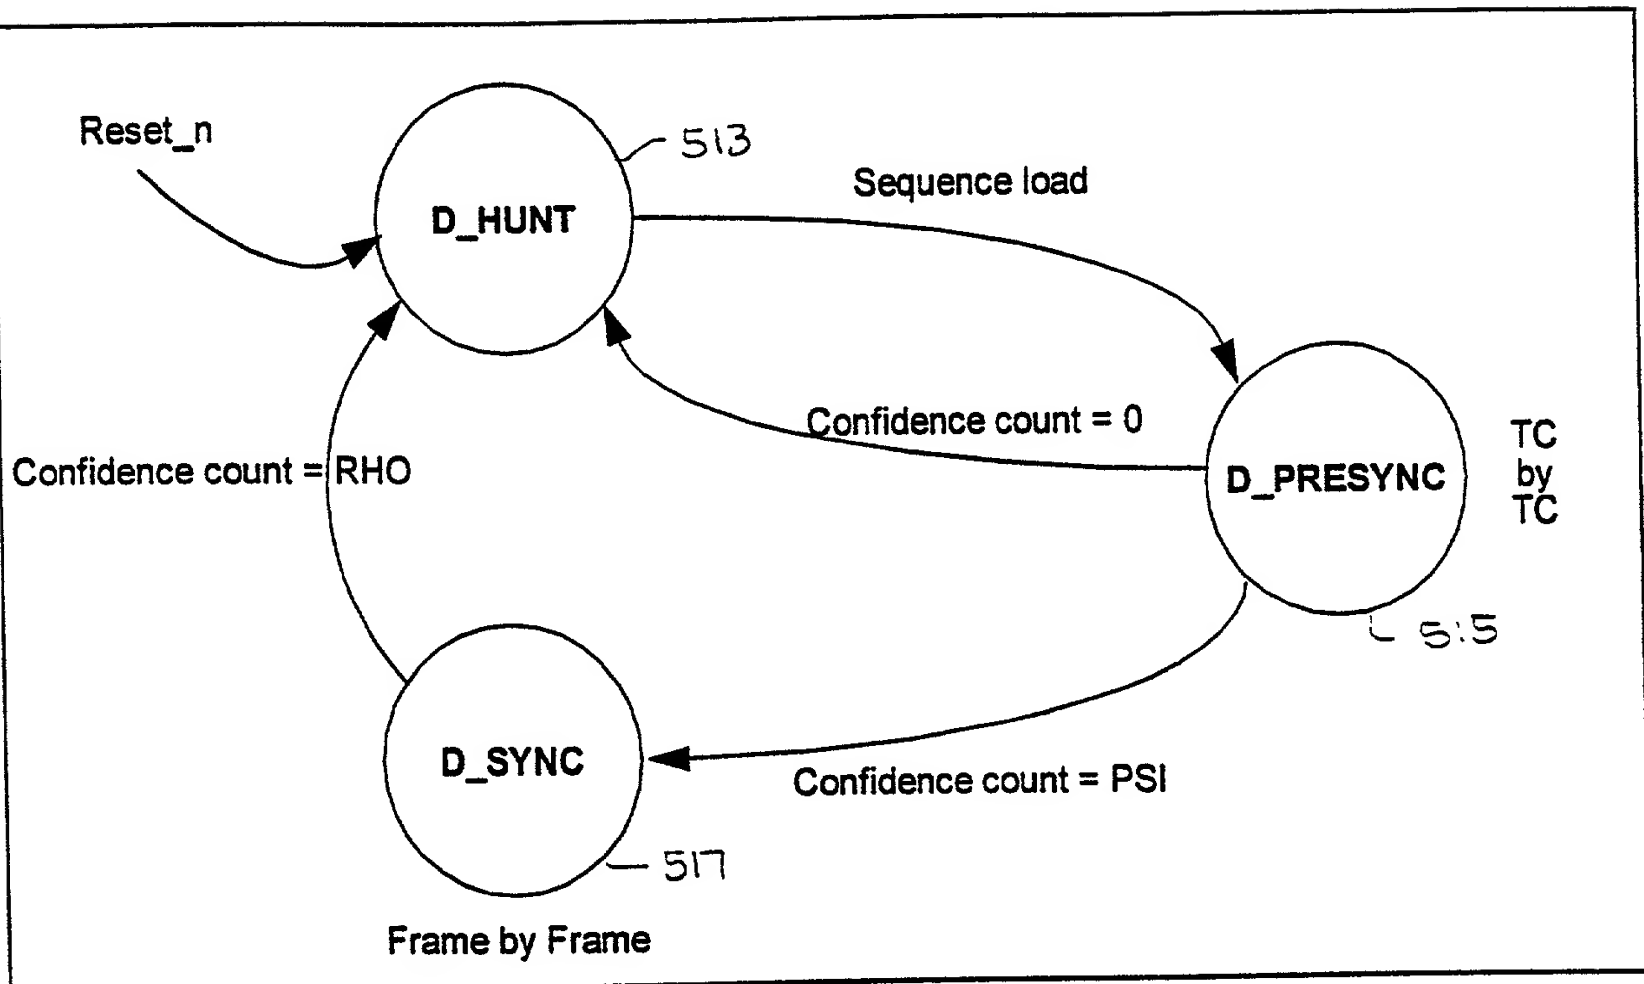 Reset_n
513
D_HUNT
Sequence load
Confidence count = 0
TC
by
TC
D_PRESYNC
Confidence count = RHO
515
D_SYNC
Confidence count = PSI
517
Frame by Frame